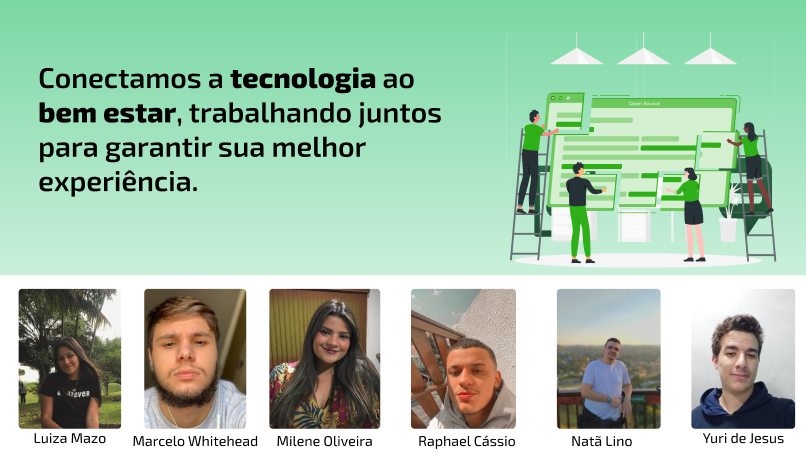 Conectamos a tecnologia ao
bem estar, trabalhando juntos
para garantir sua melhor
experiência.
Open Source
Luiza Mazo
Marcelo Whitehead
Milene Oliveira
Raphael Cássio
Natã Lino
Yuri de Jesus